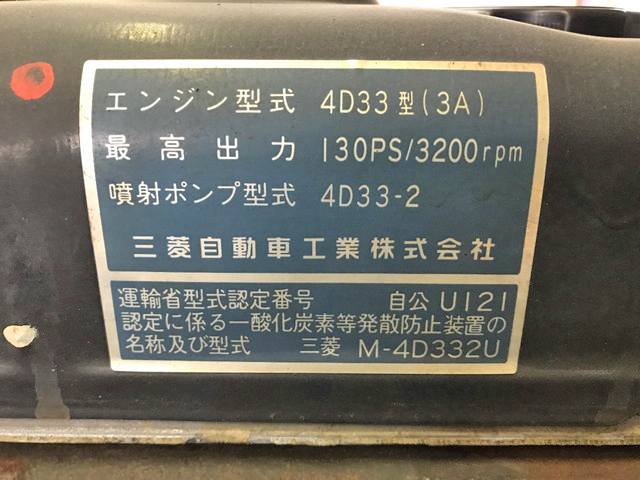 エンジン型式 4D33型(3A)
最高出力 130PS/3200rpm
噴射ポンプ型式 4D33-2
三菱自動車工業株式会社
運輸省型式認定番号 自公U121
認定に係る一酸化炭素等発散防止装置の
名称及び型式 三菱 M-4D332U